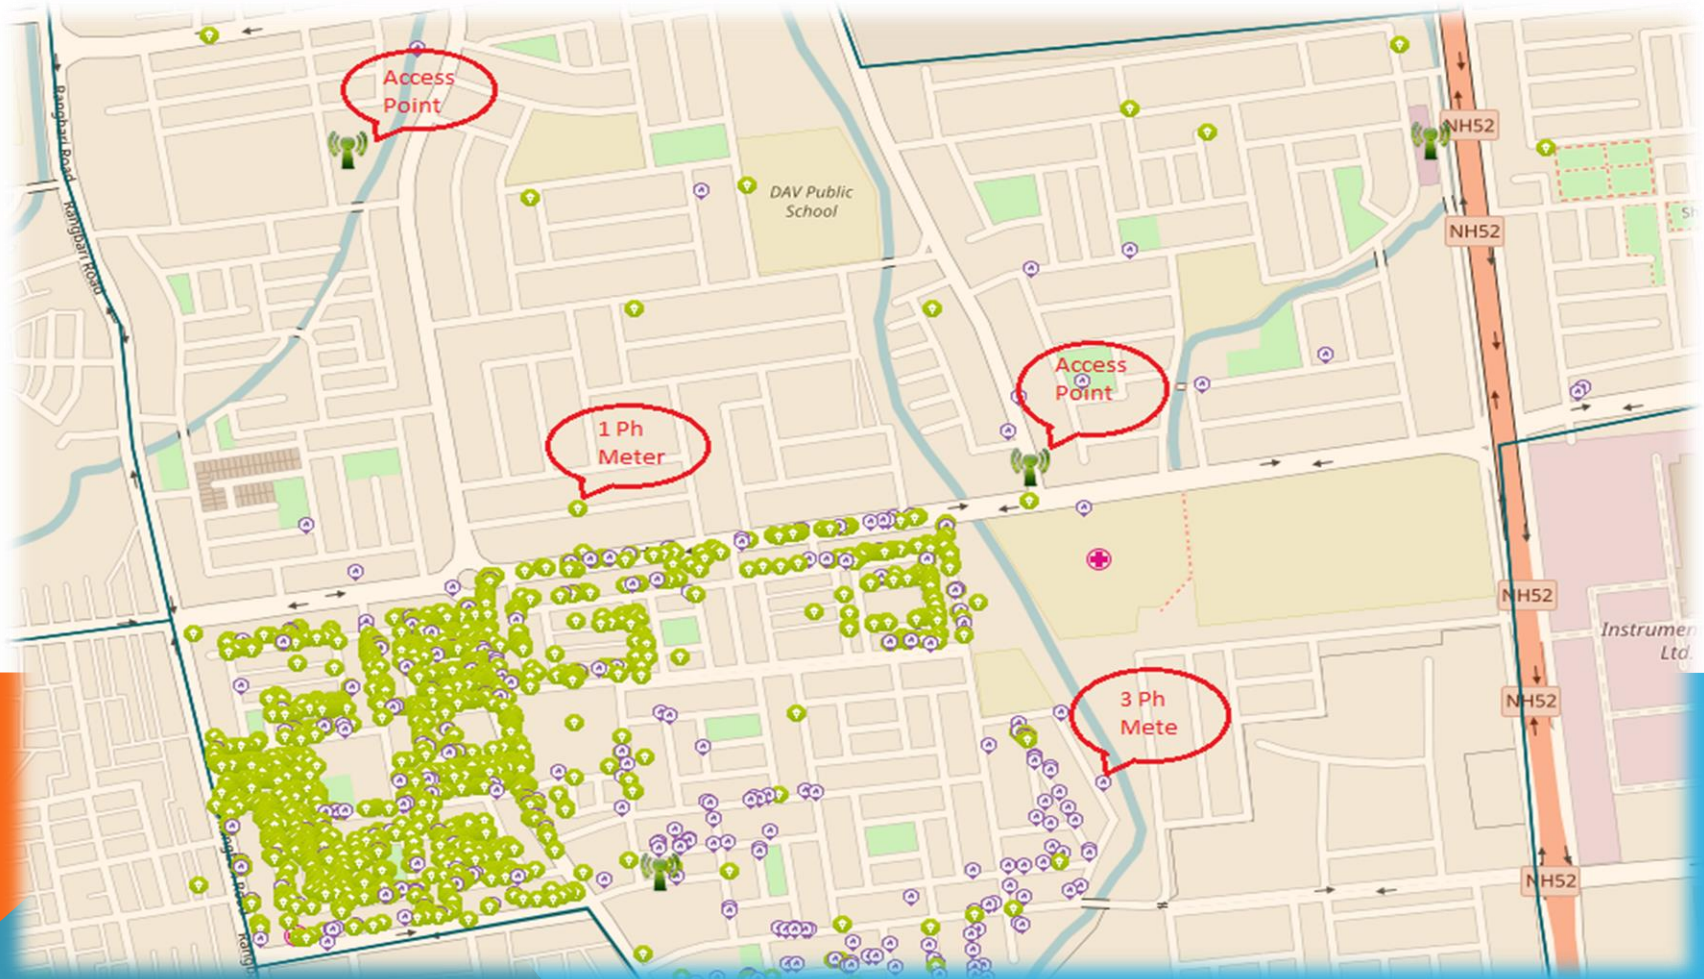 Access
Point
NH52
Rangbari Road
DAV Public
School
Rangbari Road
NH52
Access
Point
1 Ph
Meter
NH52
Instrumen
Ltd.
3 Ph
Mete
NH52
NH52